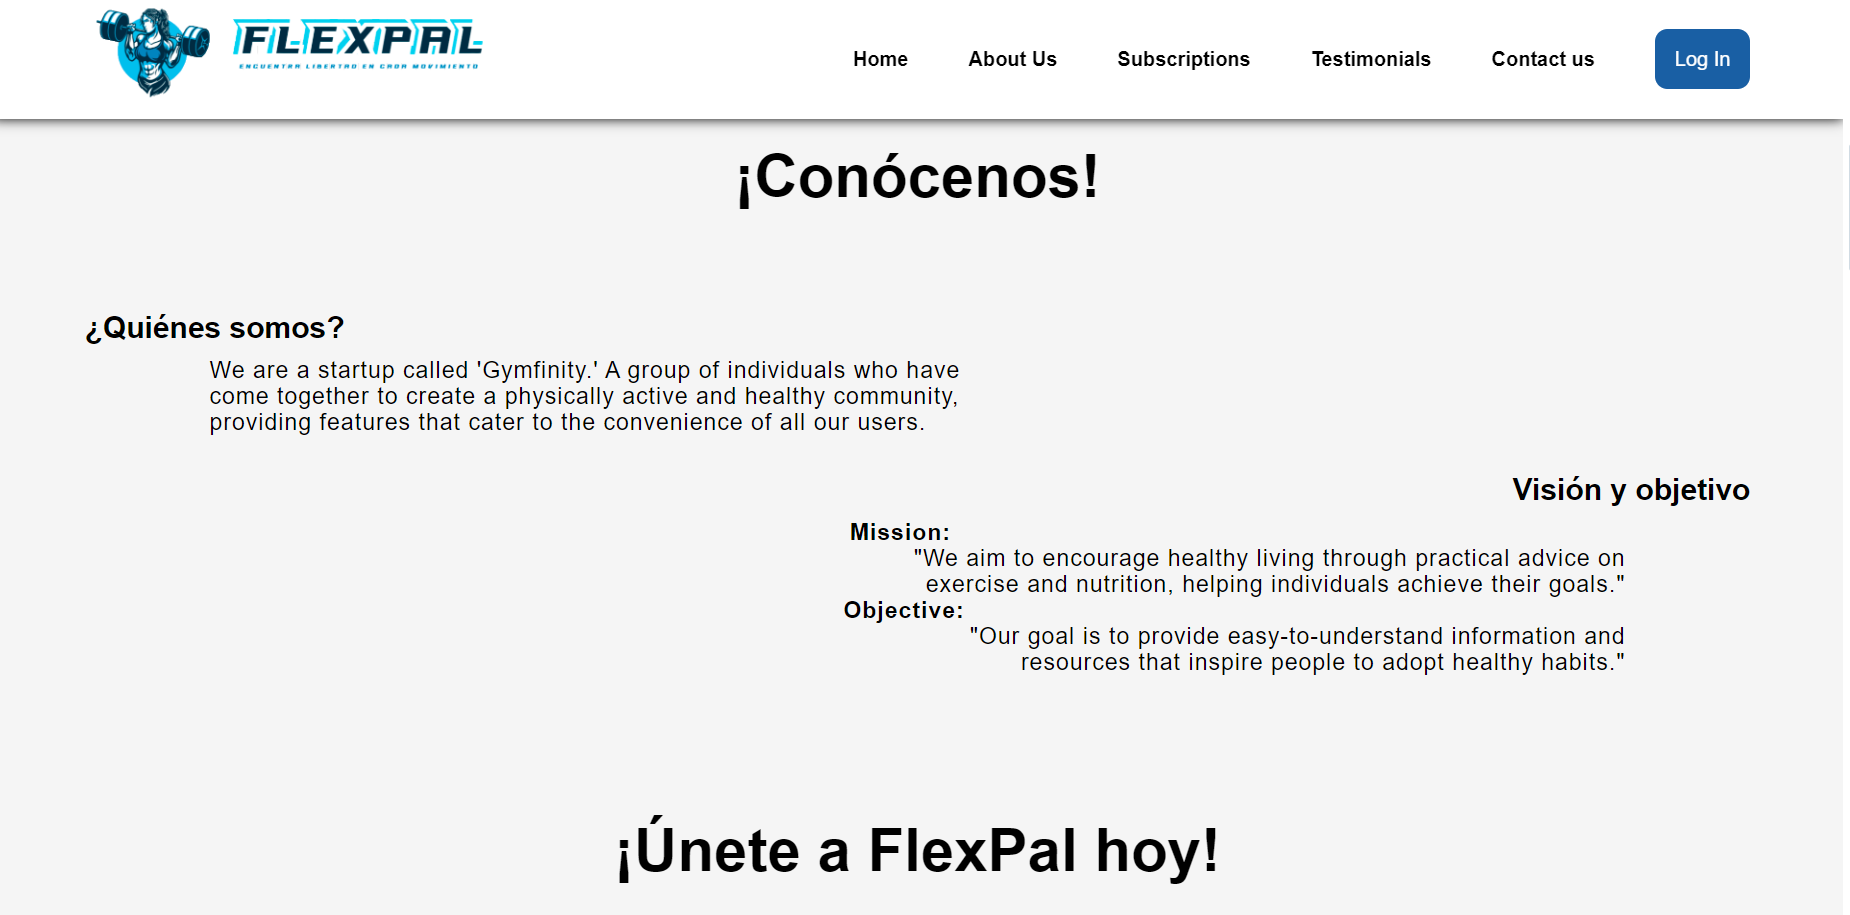 FLEXPAL
ENCUENTRA LIBERTAD EN CADA MOVIMIENTO
Home About Us Subscriptions Testimonials Contact us Log In
¡Conócenos!
¿Quiénes somos?
We are a startup called 'Gymfinity.' A group of individuals who have
come together to create a physically active and healthy community,
providing features that cater to the convenience of all our users.
Visión y objetivo
Mission:
"We aim to encourage healthy living through practical advice on
exercise and nutrition, helping individuals achieve their goals."
Objective:
"Our goal is to provide easy-to-understand information and
resources that inspire people to adopt healthy habits."
¡Únete a FlexPal hoy!